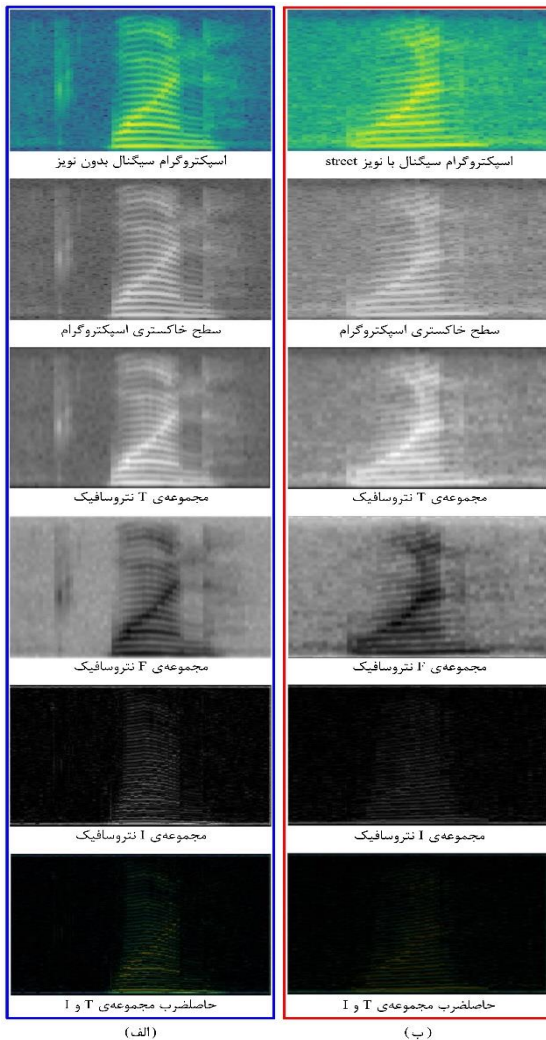 اسپکتروگرام سیگنال بدون نویز
اسپکتروگرام سیگنال با نویز street
سطح خاکستری اسپکتروگرام
سطح خاکستری اسپکتروگرام
مجموعه‌ی T نتروسافیک
مجموعه‌ی T نتروسافیک
مجموعه‌ی F نتروسافیک
مجموعه‌ی F نتروسافیک
مجموعه‌ی I نتروسافیک
مجموعه‌ی I نتروسافیک
حاصلضرب مجموعه‌ی T و I
حاصلضرب مجموعه‌ی T و I
(الف)
(ب)